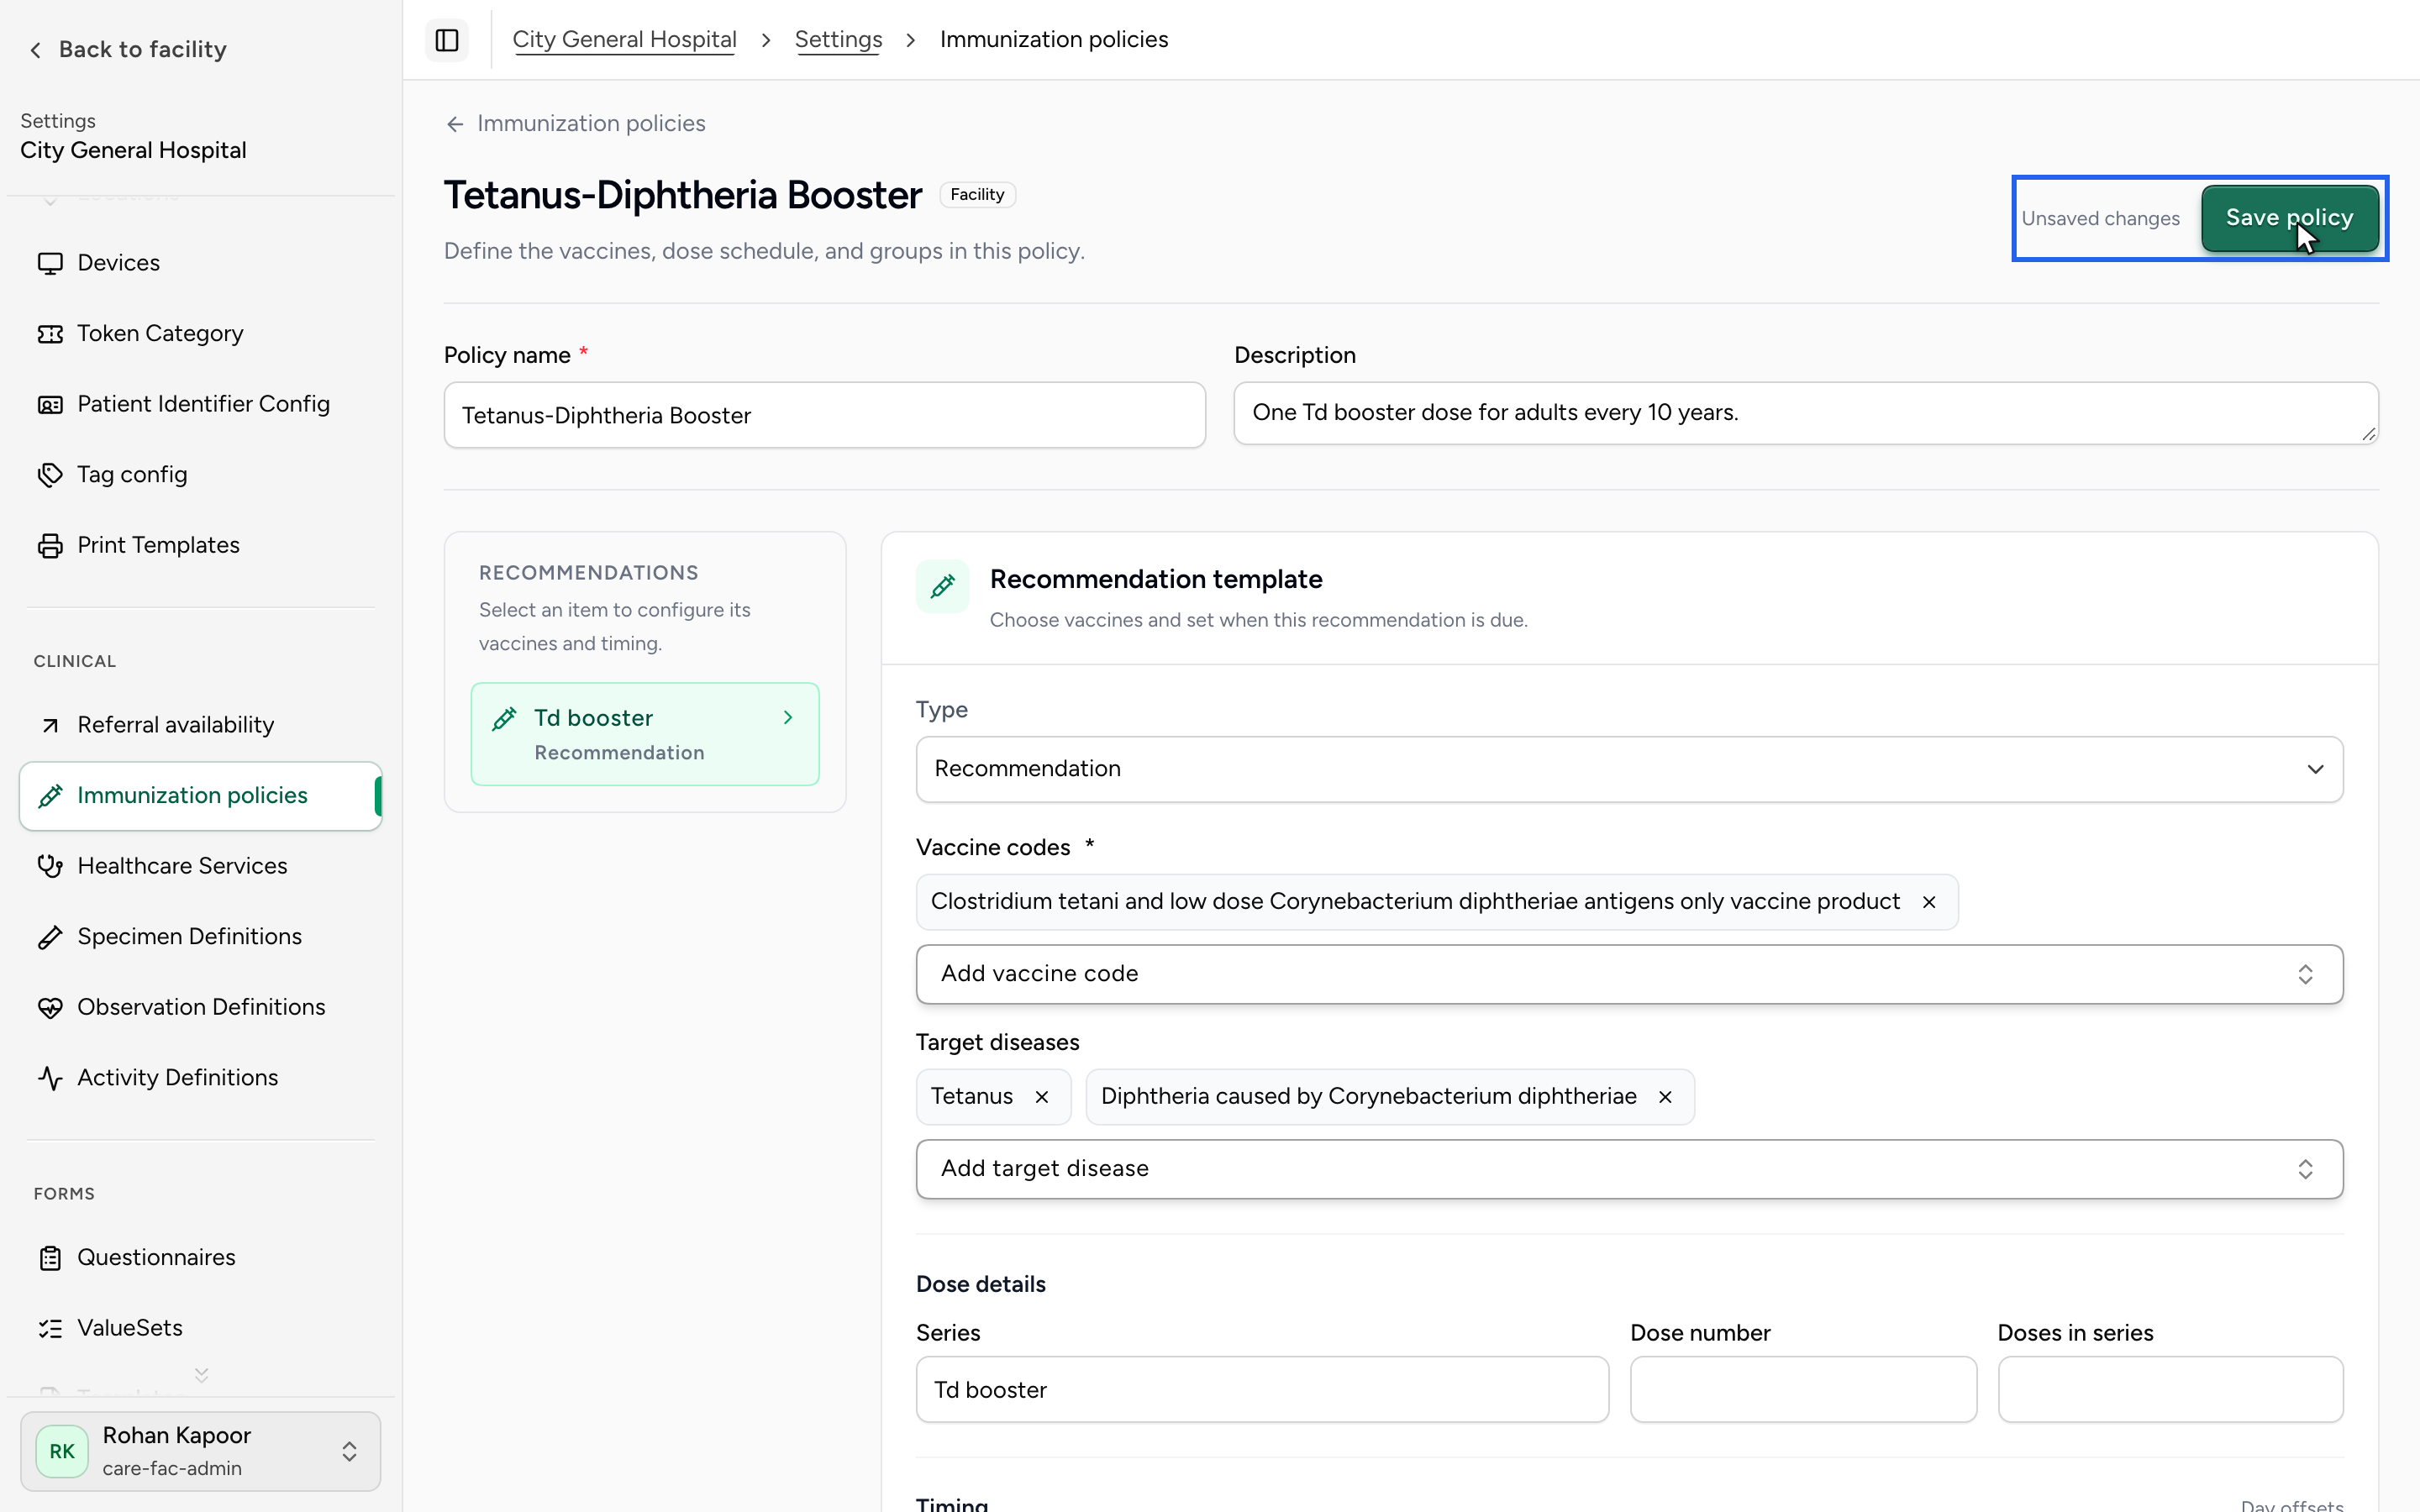 Back to facility
Settings
City General Hospital
Devices
Token Category
Patient Identifier Config
Tag config
Print Templates
CLINICAL
Referral availability
Immunization policies
Healthcare Services
Specimen Definitions
Observation Definitions
Activity Definitions
FORMS
Questionnaires
ValueSets
RK
Rohan Kapoor
care-fac-admin
City General Hospital > Settings > Immunization policies
Immunization policies
Tetanus-Diphtheria Booster Facility
Define the vaccines, dose schedule, and groups in this policy.
Unsaved changes Save policy
Policy name *
Tetanus-Diphtheria Booster
Description
One Td booster dose for adults every 10 years.
RECOMMENDATIONS
Select an item to configure its
vaccines and timing.
Td booster
Recommendation
Recommendation template
Choose vaccines and set when this recommendation is due.
Type
Recommendation
Vaccine codes *
Clostridium tetani and low dose Corynebacterium diphtheriae antigens only vaccine product
Add vaccine code
Target diseases
Tetanus Diphtheria caused by Corynebacterium diphtheriae
Add target disease
Dose details
Series Dose number Doses in series
Td booster
Timing Day offsets